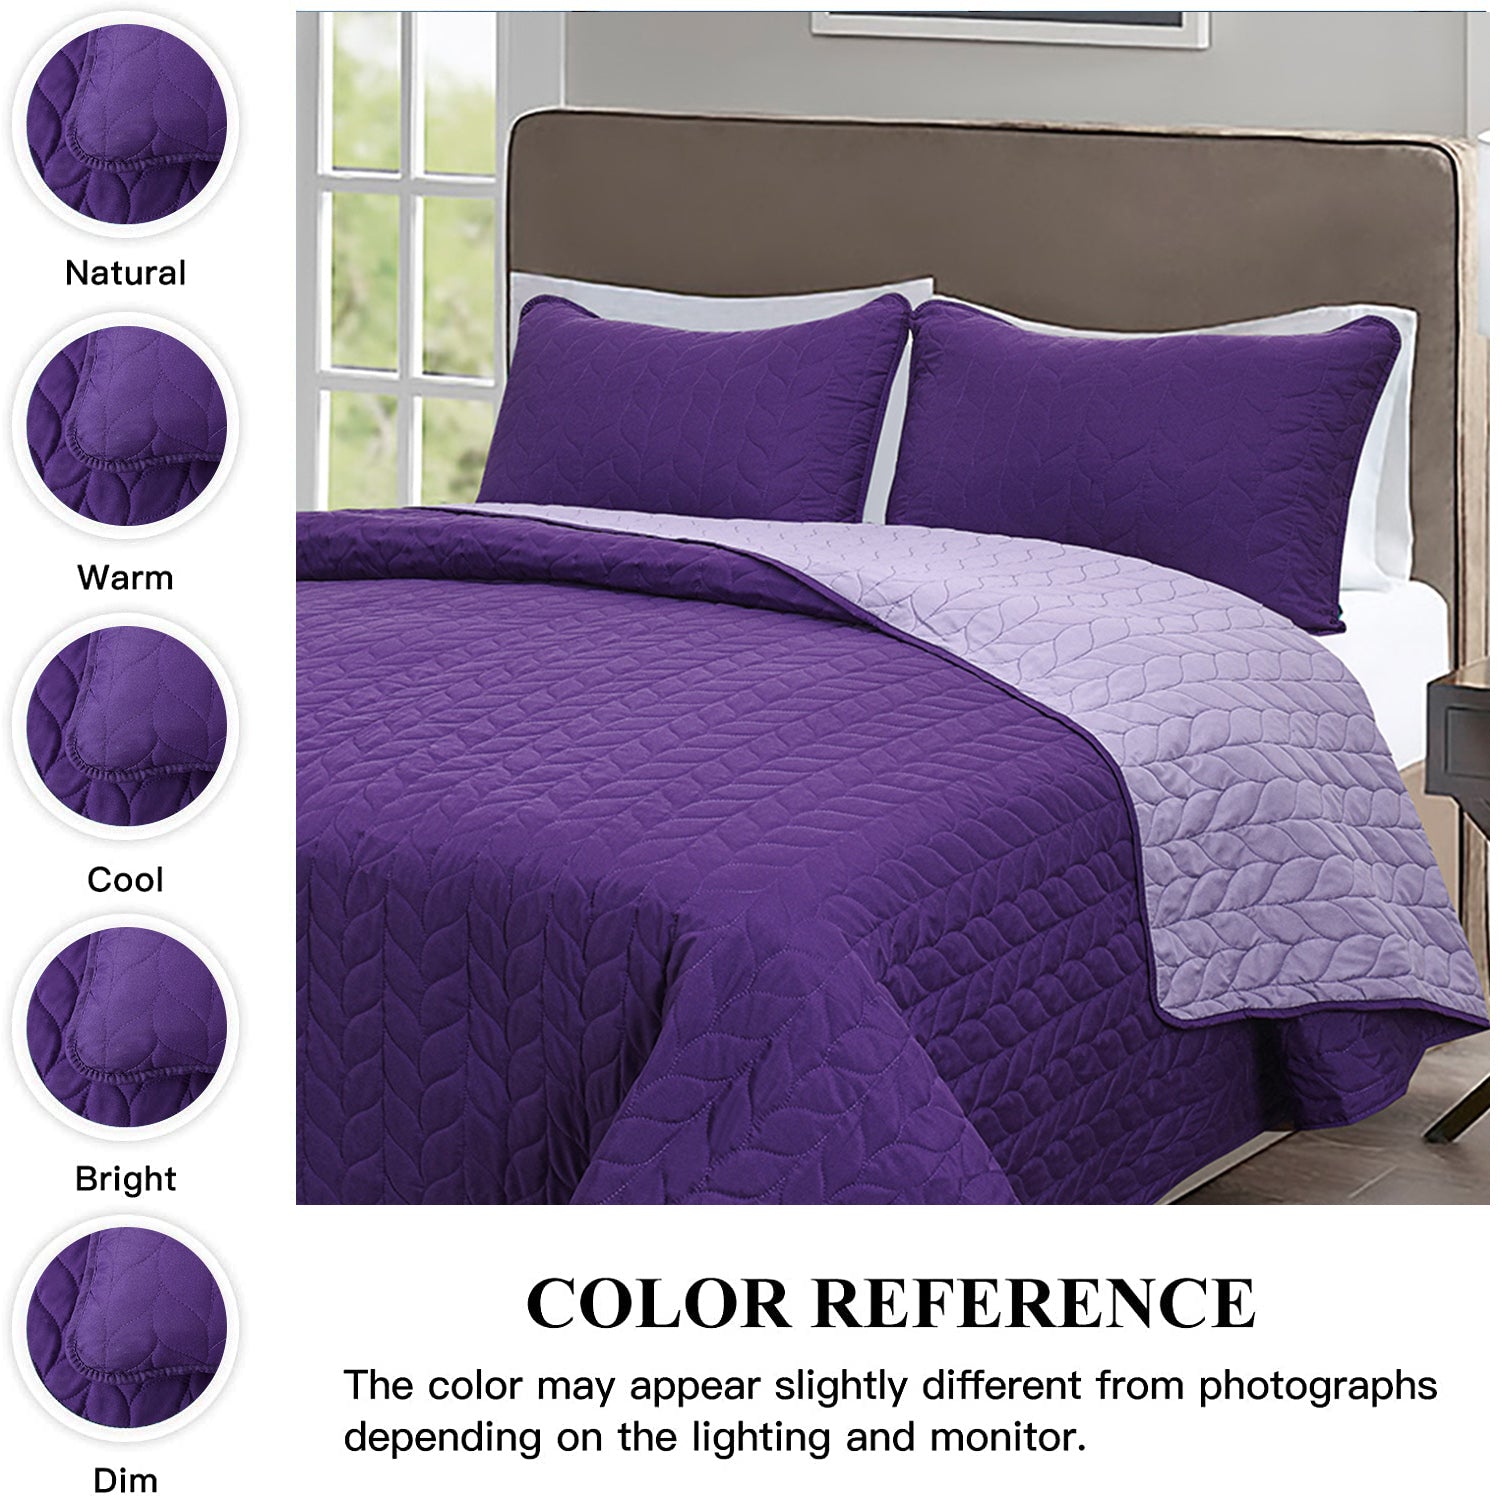 Natural
Warm
Cool
Bright
Dim
COLOR REFERENCE
The color may appear slightly different from photographs
depending on the lighting and monitor.